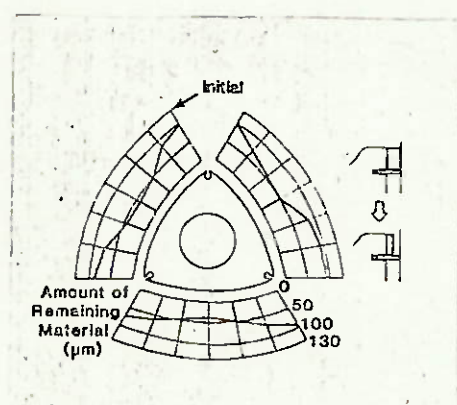 Initial
Amount of
Remaining
Material
(μm)
0
50
100
130